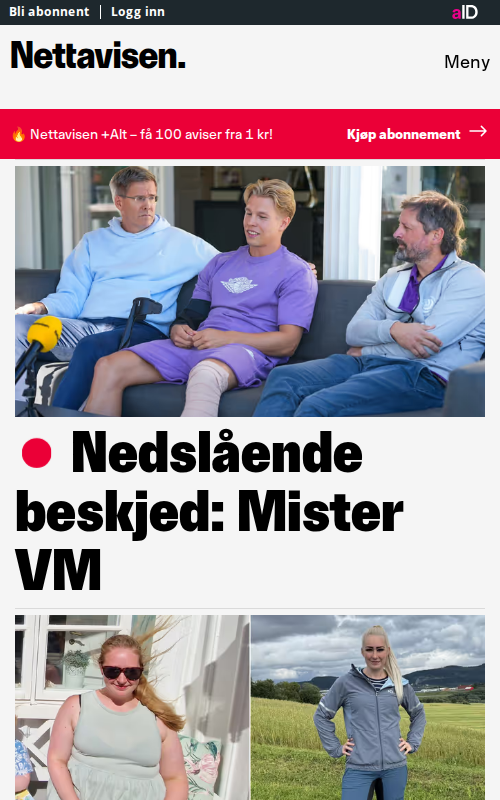 Bli abonnent | Logg inn
aID
Nettavisen.
Meny
🔥 Nettavisen +Alt – få 100 aviser fra 1 kr!
Kjøp abonnement →
Nedslående
beskjed: Mister
VM